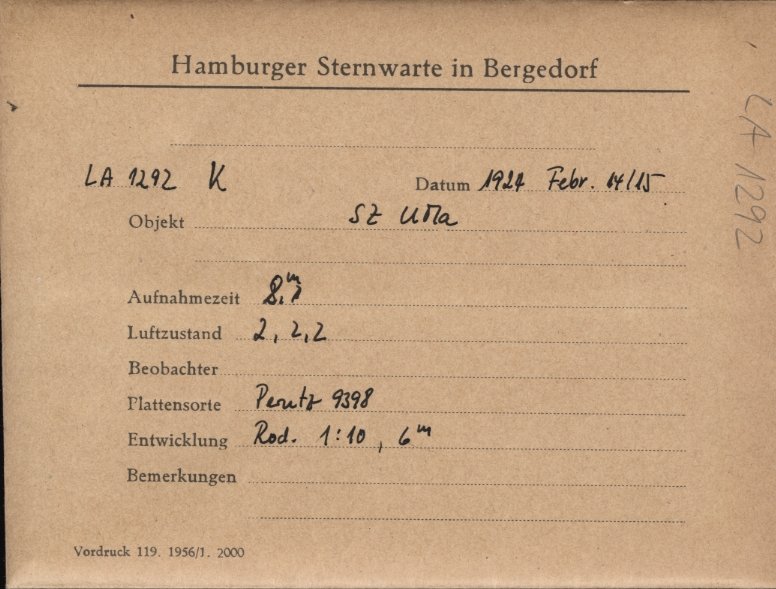 Hamburger Sternwarte in Bergedorf
LA 1292 K
Datum 1927 Febr. 14/15
Objekt SZ UMa
Aufnahmezeit
Luftzustand 2, 2, 2
Beobachter
Plattensorte Perutz 9398
Entwicklung Rod. 1:10, 6ᵐ
Bemerkungen
Vordruck 119. 1956/1. 2000
LA 1292